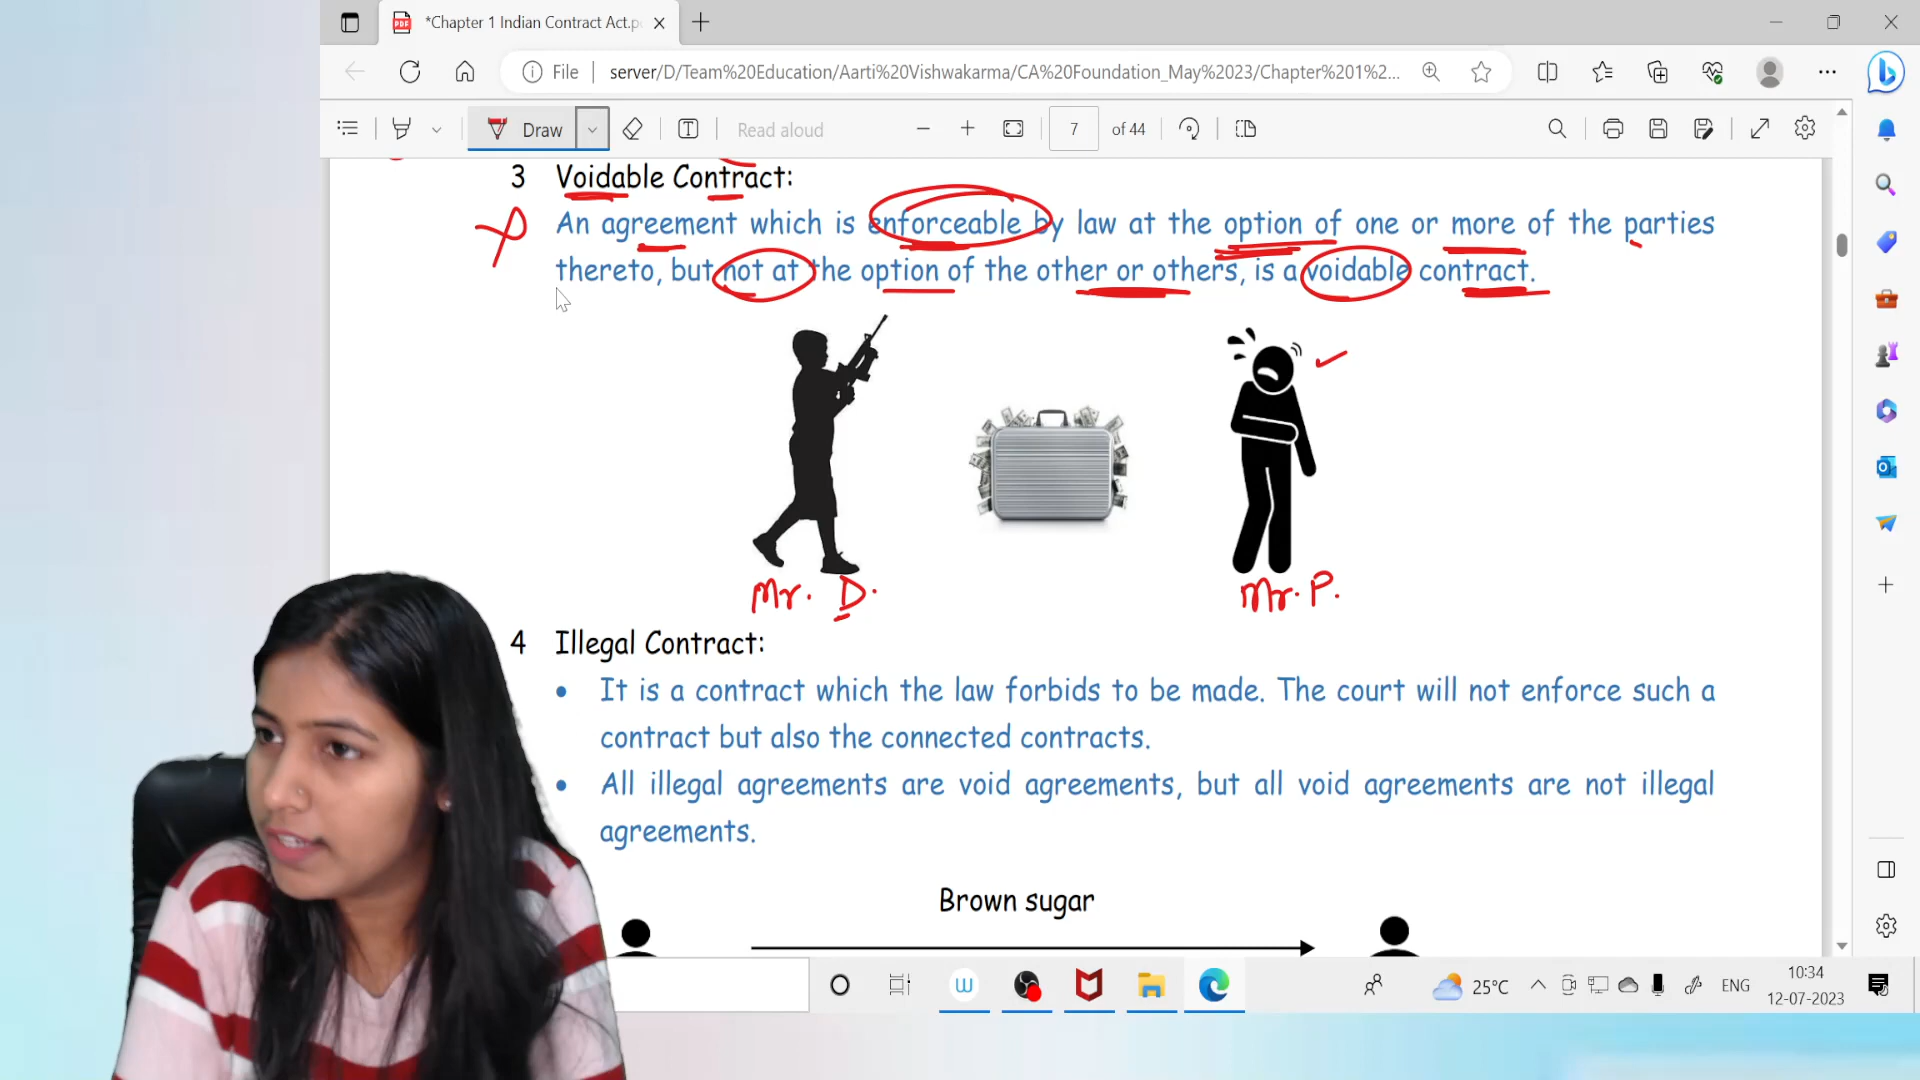 *Chapter 1 Indian Contract Act.p
File
server/D/Team%20Education/Aarti%20Vishwakarma/CA%20Foundation_May%2023/Chapter%201%2...
Draw
Read aloud
7 of 44
3 Voidable Contract:
An agreement which is enforceable by law at the option of one or more of the parties
thereto, but not at the option of the other or others, is a voidable contract.
Mr. D.
Mr. P.
4 Illegal Contract:
• It is a contract which the law forbids to be made. The court will not enforce such a
contract but also the connected contracts.
• All illegal agreements are void agreements, but all void agreements are not illegal
agreements.
Brown sugar
25°C
ENG
10:34
12-07-2023